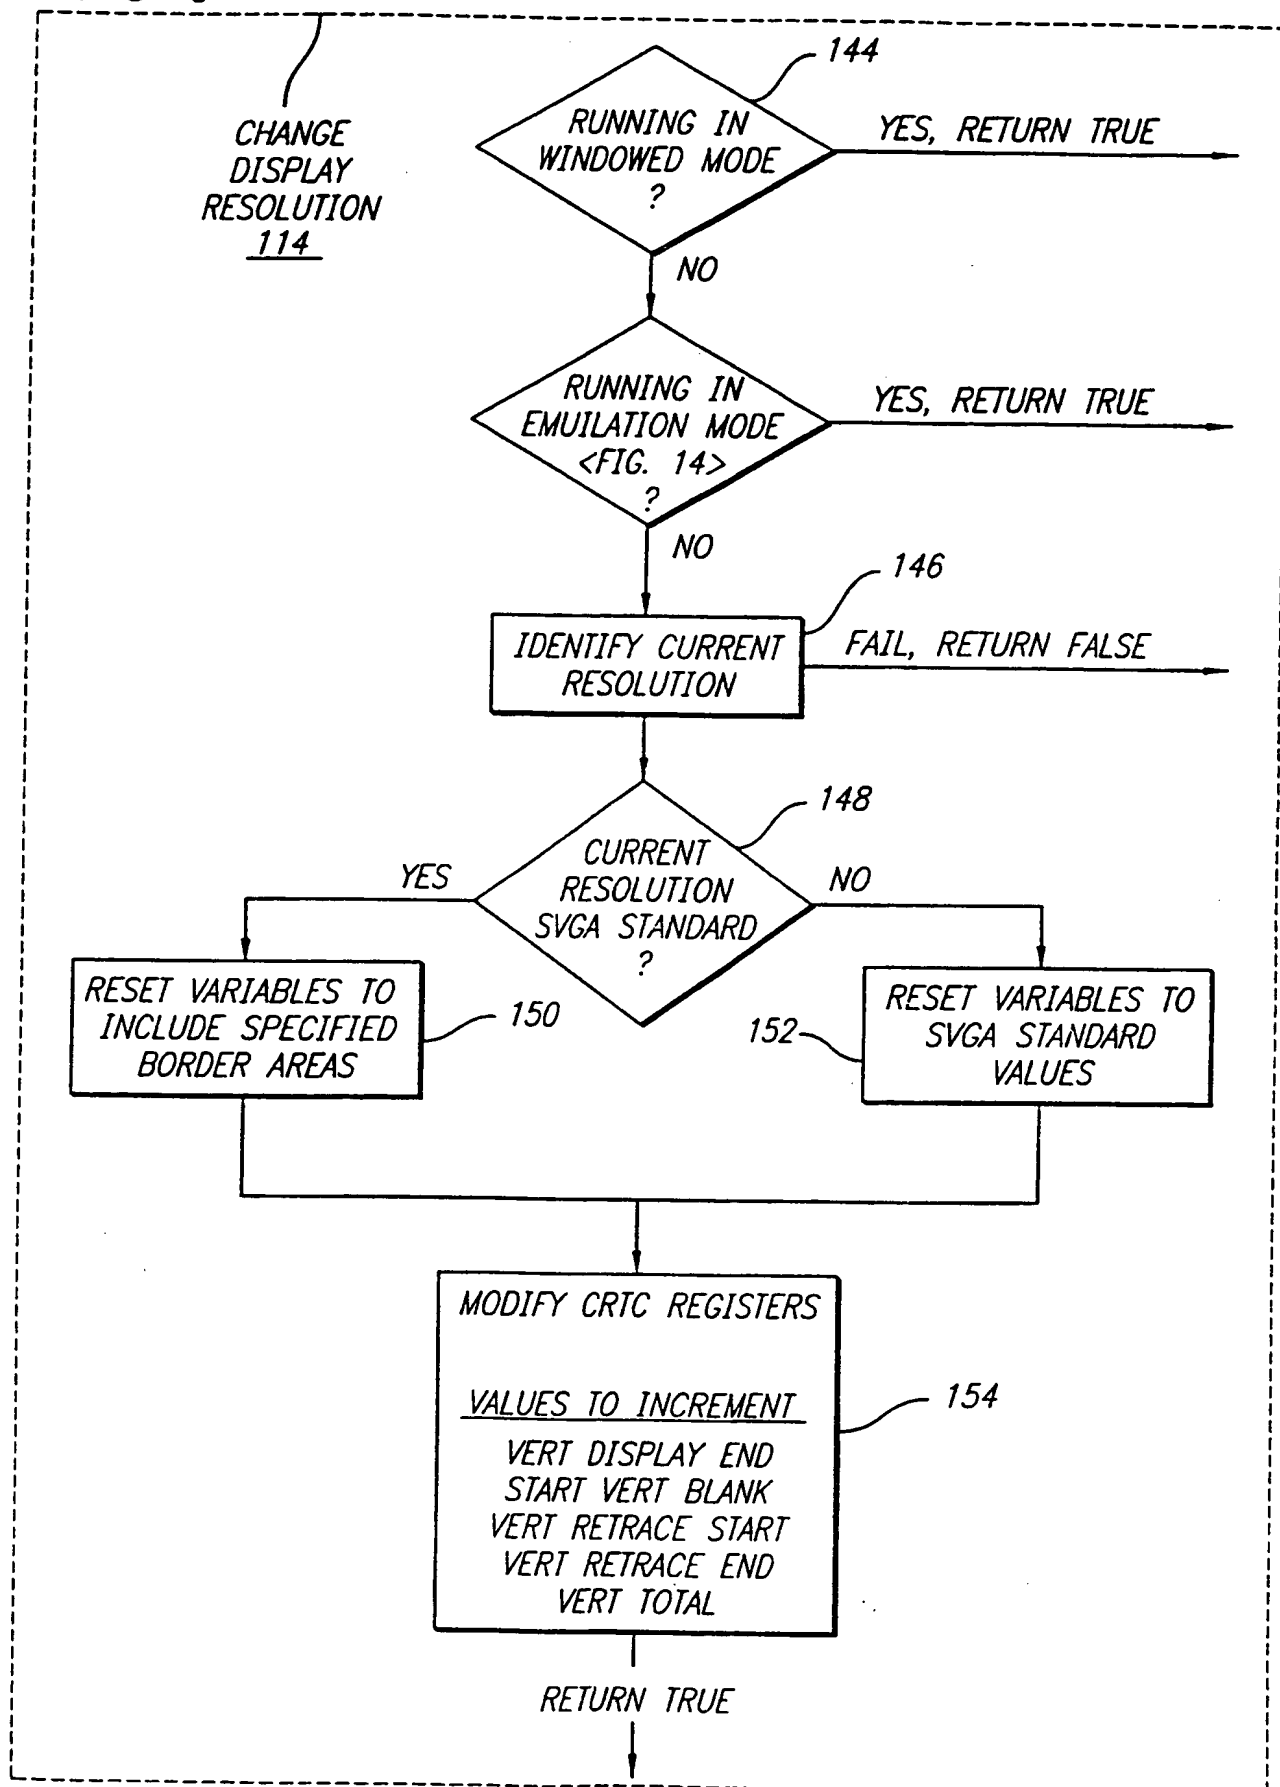 144
CHANGE
DISPLAY
RESOLUTION
114
RUNNING IN
WINDOWED MODE
?
YES, RETURN TRUE
NO
RUNNING IN
EMUILATION MODE
<FIG. 14>
?
YES, RETURN TRUE
NO
146
IDENTIFY CURRENT
RESOLUTION
FAIL, RETURN FALSE
148
CURRENT
RESOLUTION
SVGA STANDARD
?
YES
NO
RESET VARIABLES TO
INCLUDE SPECIFIED
BORDER AREAS
150
152
RESET VARIABLES TO
SVGA STANDARD
VALUES
MODIFY CRTC REGISTERS
VALUES TO INCREMENT
VERT DISPLAY END
START VERT BLANK
VERT RETRACE START
VERT RETRACE END
VERT TOTAL
154
RETURN TRUE